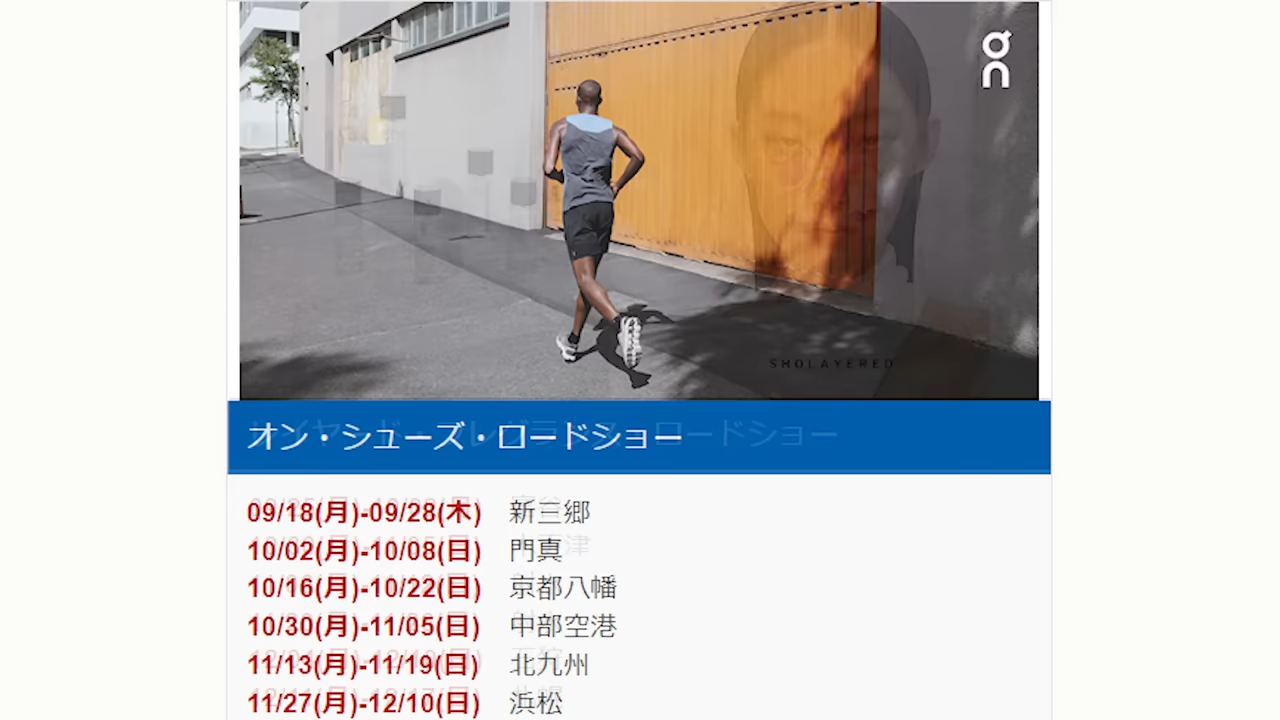 on
SHOLAYERED
オン・シューズ・ロードショー
09/18(月)-09/28(木) 新三郷
10/02(月)-10/08(日) 門真
10/16(月)-10/22(日) 京都八幡
10/30(月)-11/05(日) 中部空港
11/13(月)-11/19(日) 北九州
11/27(月)-12/10(日) 浜松